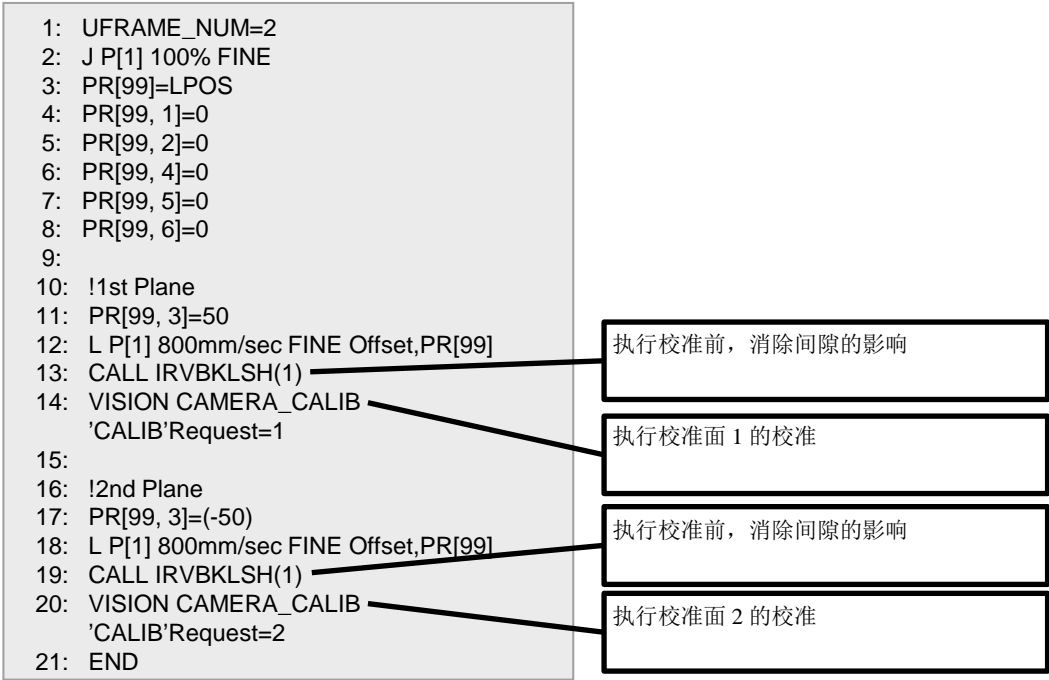 1: UFRAME_NUM=2
2: J P[1] 100% FINE
3: PR[99]=LPOS
4: PR[99, 1]=0
5: PR[99, 2]=0
6: PR[99, 4]=0
7: PR[99, 5]=0
8: PR[99, 6]=0
9:
10: !1st Plane
11: PR[99, 3]=50
12: L P[1] 800mm/sec FINE Offset,PR[99]
13: CALL IRVBKLSH(1)
14: VISION CAMERA_CALIB
'CALIB'Request=1
15:
16: !2nd Plane
17: PR[99, 3]=(-50)
18: L P[1] 800mm/sec FINE Offset,PR[99]
19: CALL IRVBKLSH(1)
20: VISION CAMERA_CALIB
'CALIB'Request=2
21: END
执行校准前，消除间隙的影响
执行校准面 1 的校准
执行校准前，消除间隙的影响
执行校准面 2 的校准